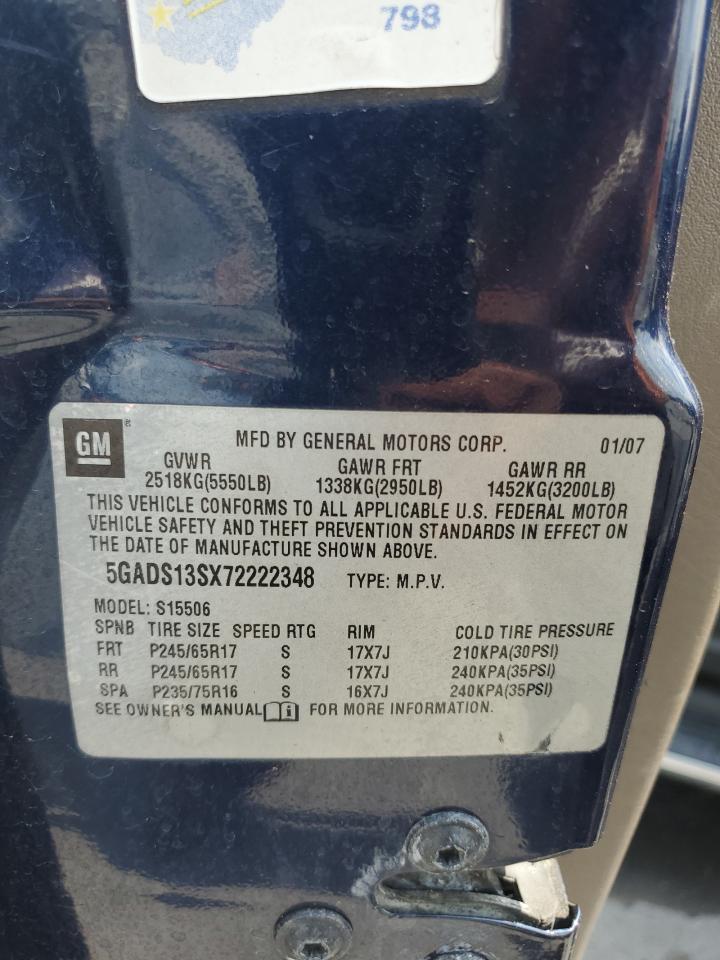 798
GM
MFD BY GENERAL MOTORS CORP. 01/07
GVWR GAWR FRT GAWR RR
2518KG(5550LB) 1338KG(2950LB) 1452KG(3200LB)
THIS VEHICLE CONFORMS TO ALL APPLICABLE U.S. FEDERAL MOTOR
VEHICLE SAFETY AND THEFT PREVENTION STANDARDS IN EFFECT ON
THE DATE OF MANUFACTURE SHOWN ABOVE.
5GADS13SX72222348 TYPE: M.P.V.
MODEL: S15506
SPNB TIRE SIZE SPEED RTG RIM COLD TIRE PRESSURE
FRT P245/65R17 S 17X7J 210KPA(30PSI)
RR P245/65R17 S 17X7J 240KPA(35PSI)
SPA P235/75R16 S 16X7J 240KPA(35PSI)
SEE OWNER'S MANUAL FOR MORE INFORMATION.